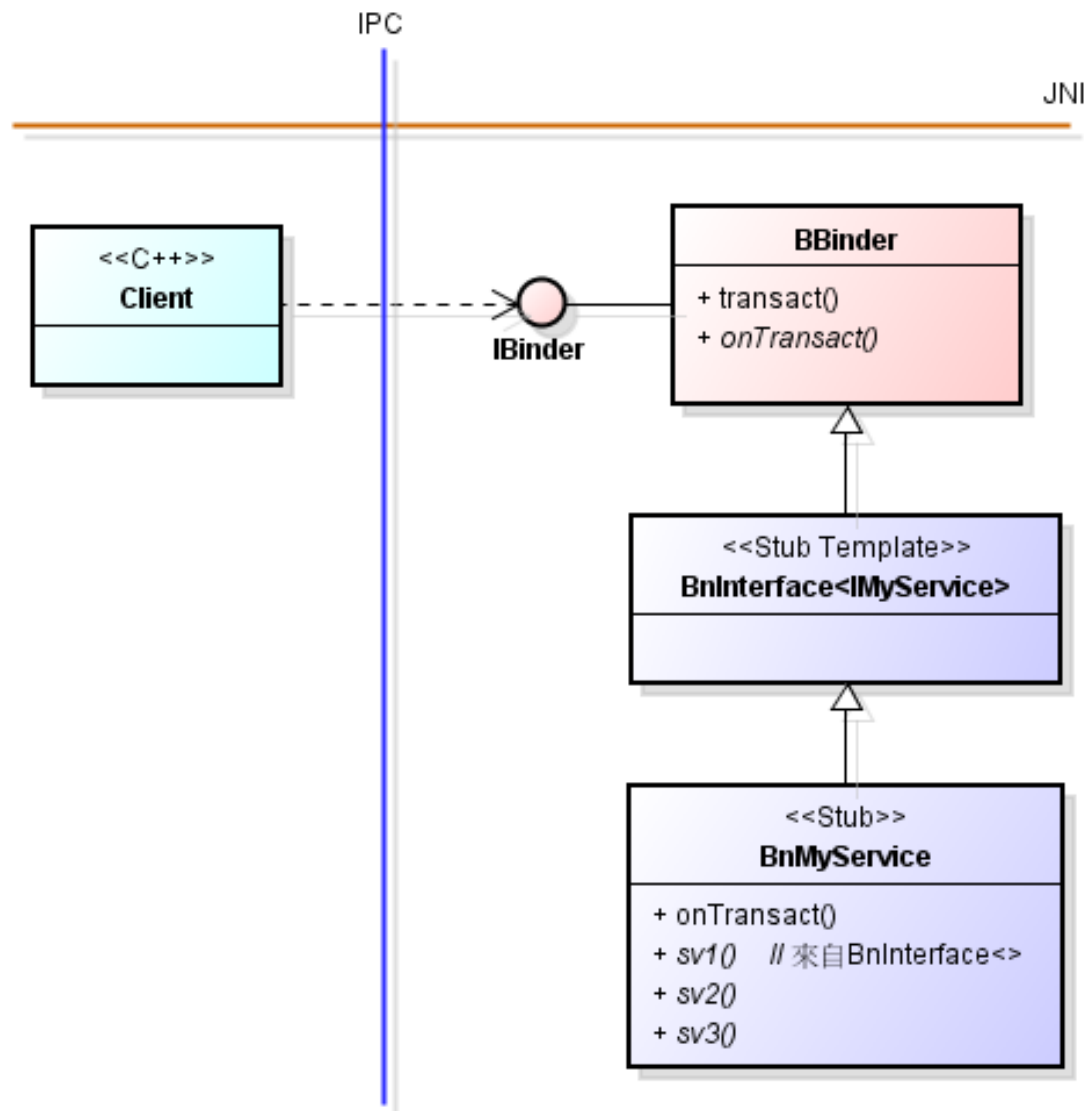 IPC
JNI
<<C++>>
Client
IBinder
BBinder
+ transact()
+ onTransact()
<<Stub Template>>
BnInterface<IMyService>
<<Stub>>
BnMyService
+ onTransact()
+ sv1() // 來自BnInterface<>
+ sv2()
+ sv3()